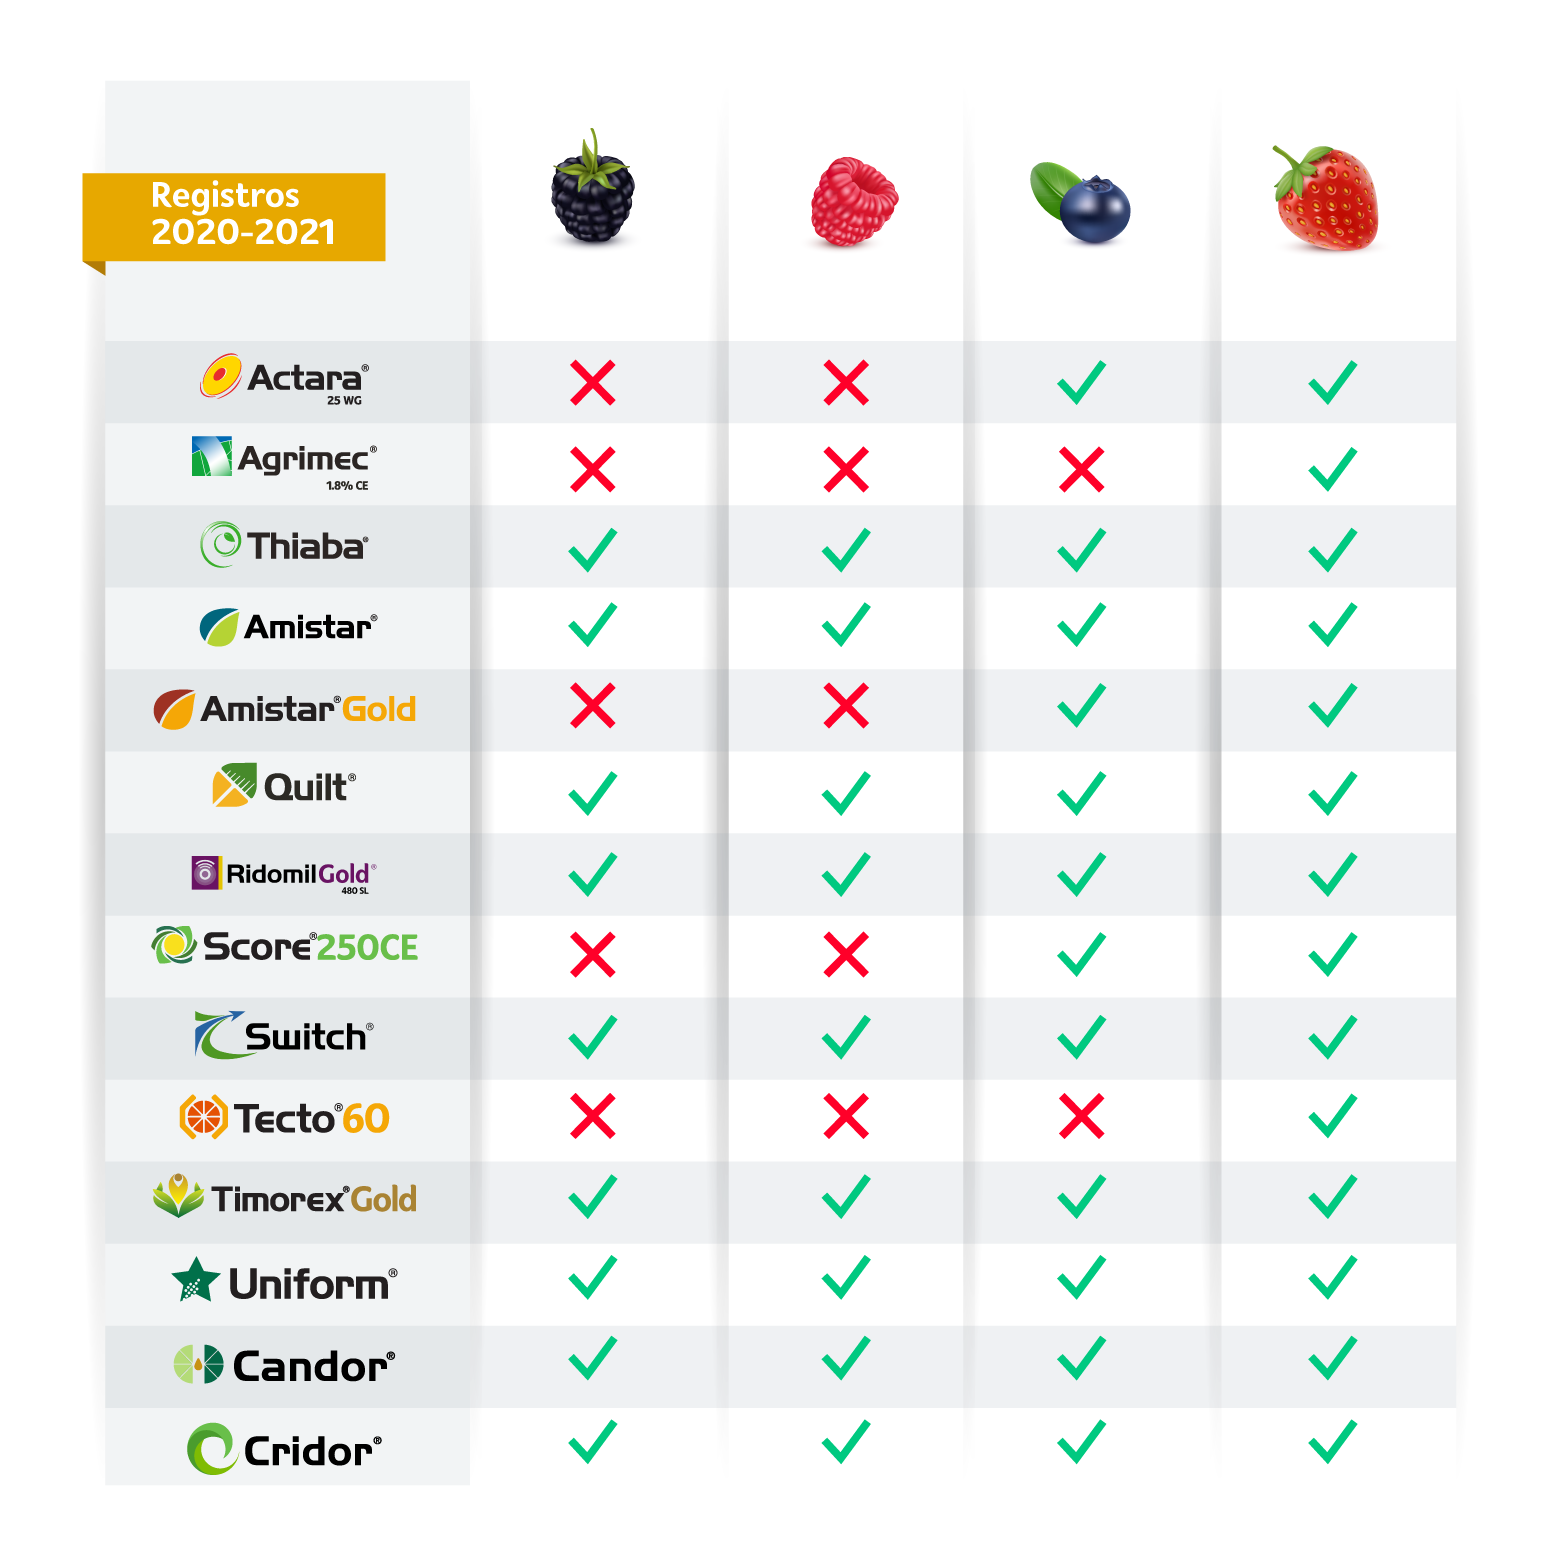 Registros
2020-2021
Actara®
25 WG
Agrimec®
1.8% CE
Thiaba®
Amistar®
Amistar®Gold
Quilt®
RidomilGold®
480 SL
Score®250CE
Switch®
Tecto®60
Timorex®Gold
Uniform®
Candor®
Cridor®